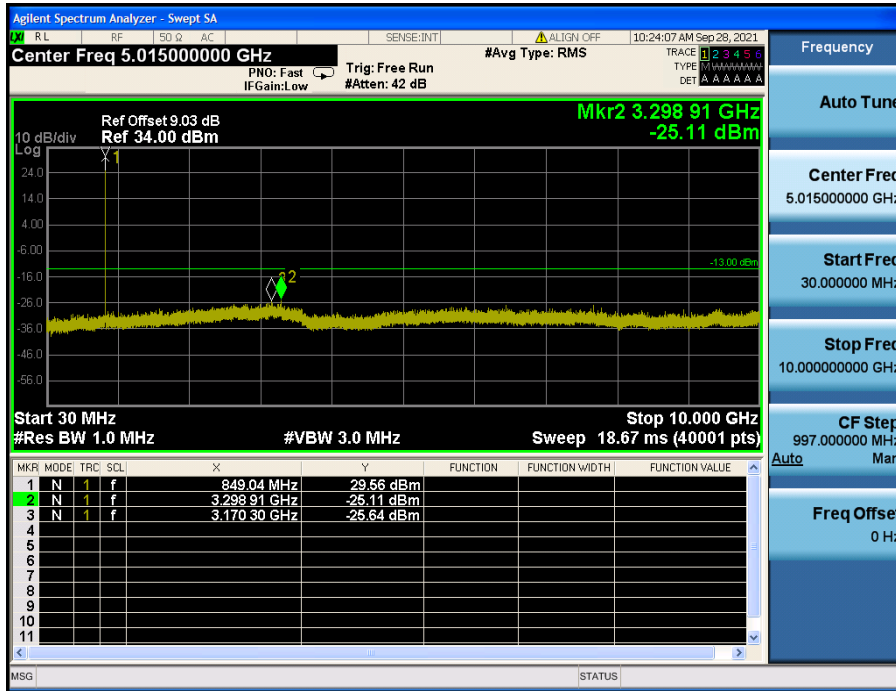 Agilent Spectrum Analyzer - Swept SA
LXI RL RF 50 Ω AC SENSE:INT ALIGN OFF 10:24:07 AM Sep 28, 2021
Center Freq 5.015000000 GHz
PNO: Fast
IFGain:Low
Trig: Free Run
#Atten: 42 dB
#Avg Type: RMS
TRACE 1 2 3 4 5 6
TYPE M WWWWW
DET A A A A A A
Mkr2 3.298 91 GHz
-25.11 dBm
Ref Offset 9.03 dB
10 dB/div Ref 34.00 dBm
Log
1
24.0
14.0
4.00
-6.00
-13.00 dBm
-16.0
2
-26.0
-36.0
-46.0
-56.0
Start 30 MHz Stop 10.000 GHz
#Res BW 1.0 MHz #VBW 3.0 MHz Sweep 18.67 ms (40001 pts)
MKR MODE TRC SCL X Y FUNCTION FUNCTION WIDTH FUNCTION VALUE
1 N 1 f 849.04 MHz 29.56 dBm
2 N 1 f 3.298 91 GHz -25.11 dBm
3 N 1 f 3.170 30 GHz -25.64 dBm
4
5
6
7
8
9
10
11
MSG STATUS
Frequency
Auto Tune
Center Freq
5.015000000 GHz
Start Freq
30.000000 MHz
Stop Freq
10.000000000 GHz
CF Step
997.000000 MHz
Auto Man
Freq Offset
0 Hz